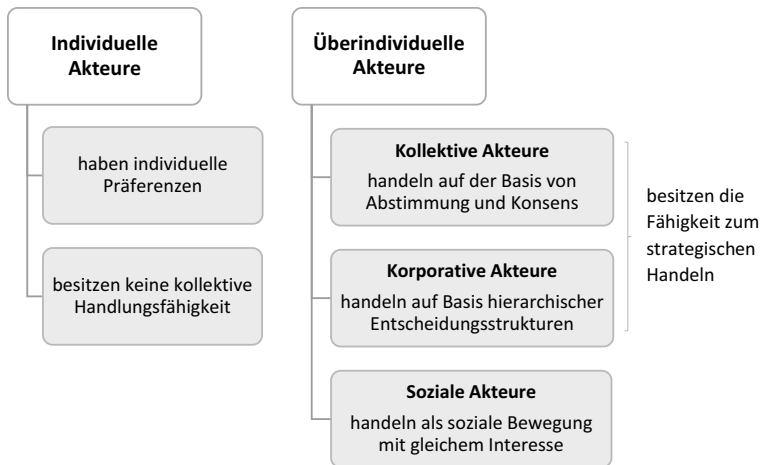 Individuelle
Akteure
haben individuelle
Präferenzen
besitzen keine kollektive
Handlungsfähigkeit
Überindividuelle
Akteure
Kollektive Akteure
handeln auf der Basis von
Abstimmung und Konsens
Korporative Akteure
handeln auf Basis hierarchischer
Entscheidungsstrukturen
Soziale Akteure
handeln als soziale Bewegung
mit gleichem Interesse
besitzen die
Fähigkeit zum
strategischen
Handeln